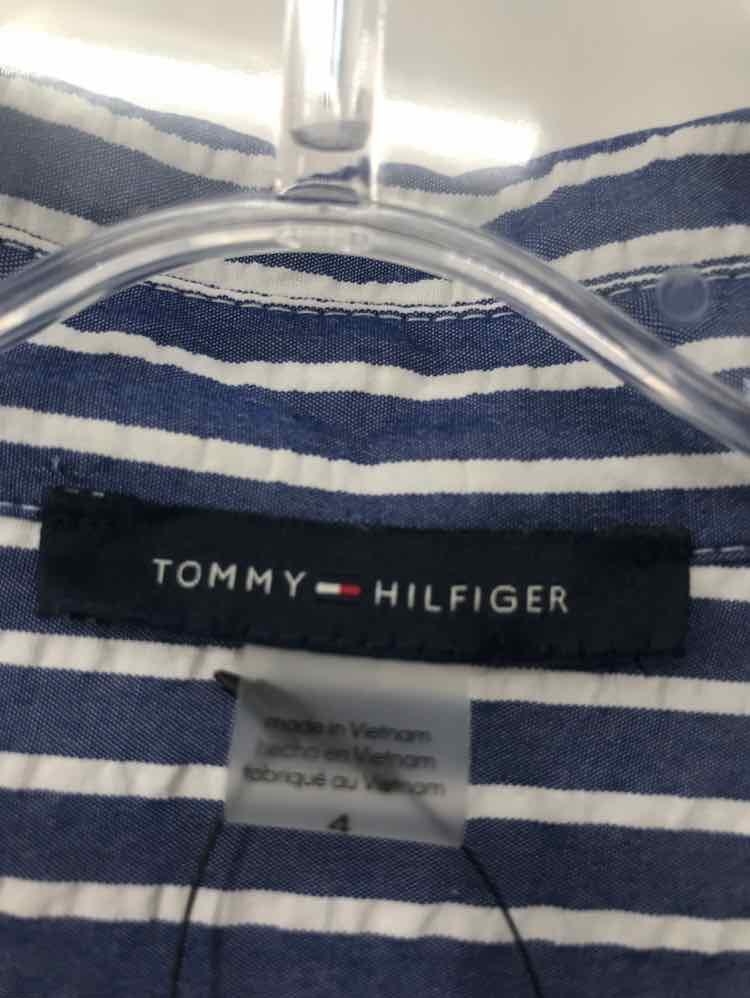 TOMMY HILFIGER
made in Vietnam
hecho en Vietnam
fabriqué au Vietnam
4